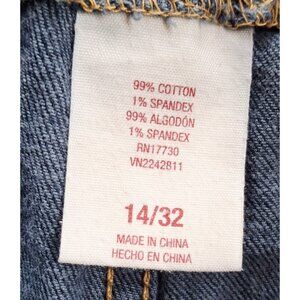 99% COTTON
1% SPANDEX
99% ALGODÓN
1% SPANDEX
RN17730
VN2242811
14/32
MADE IN CHINA
HECHO EN CHINA